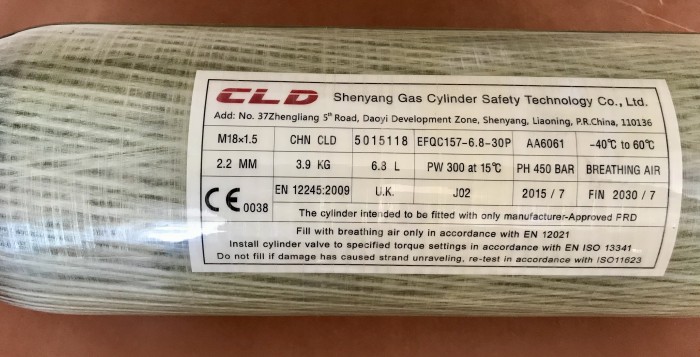 CLD Shenyang Gas Cylinder Safety Technology Co., Ltd.
Add: No. 37Zhengliang 5th Road, Daoyi Development Zone, Shenyang, Liaoning, P.R.China, 110136
M18×1.5 CHN CLD 5015118 EFQC157-6.8-30P AA6061 -40℃ to 60℃
2.2 MM 3.9 KG 6.8 L PW 300 at 15℃ PH 450 BAR BREATHING AIR
CE 0038 EN 12245:2009 U.K. J02 2015 / 7 FIN 2030 / 7
The cylinder intended to be fitted with only manufacturer-Approved PRD
Fill with breathing air only in accordance with EN 12021
Install cylinder valve to specified torque settings in accordance with EN ISO 13341
Do not fill if damage has caused strand unraveling, re-test in accordance with ISO11623